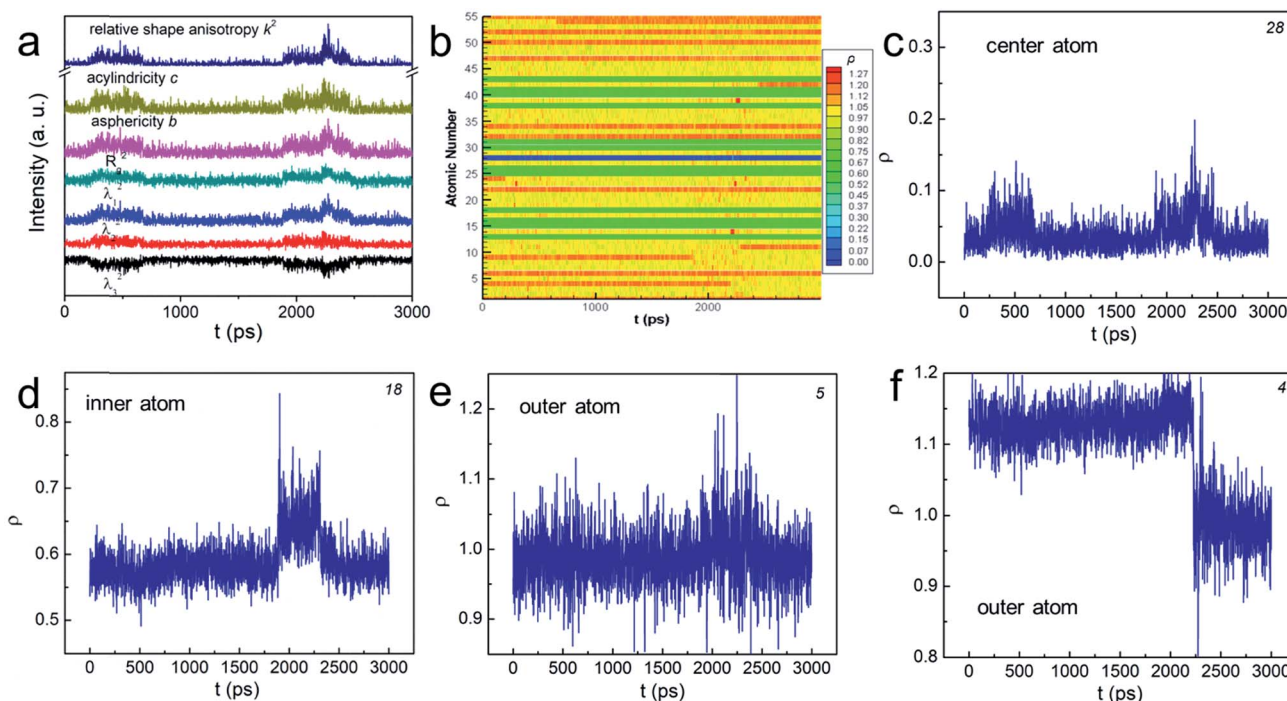 a
relative shape anisotropy k²
acylindricity c
asphericity b
Intensity (a. u.)
0 1000 2000 3000
t (ps)
b
55
50
45
40
35
30
25
20
15
10
5
Atomic Number
0 1000 2000
t (ps)
ρ
1.27
1.20
1.12
1.05
0.97
0.90
0.82
0.75
0.67
0.60
0.52
0.45
0.37
0.30
0.22
0.15
0.07
0.00
c
28
center atom
0.3
0.2
0.1
0.0
ρ
0 500 1000 1500 2000 2500 3000
t (ps)
d
18
inner atom
0.8
0.7
0.6
0.5
ρ
0 500 1000 1500 2000 2500 3000
t (ps)
e
5
outer atom
1.2
1.1
1.0
0.9
ρ
0 500 1000 1500 2000 2500 3000
t (ps)
f
4
1.2
1.1
1.0
0.9
0.8
ρ
outer atom
0 500 1000 1500 2000 2500 3000
t (ps)